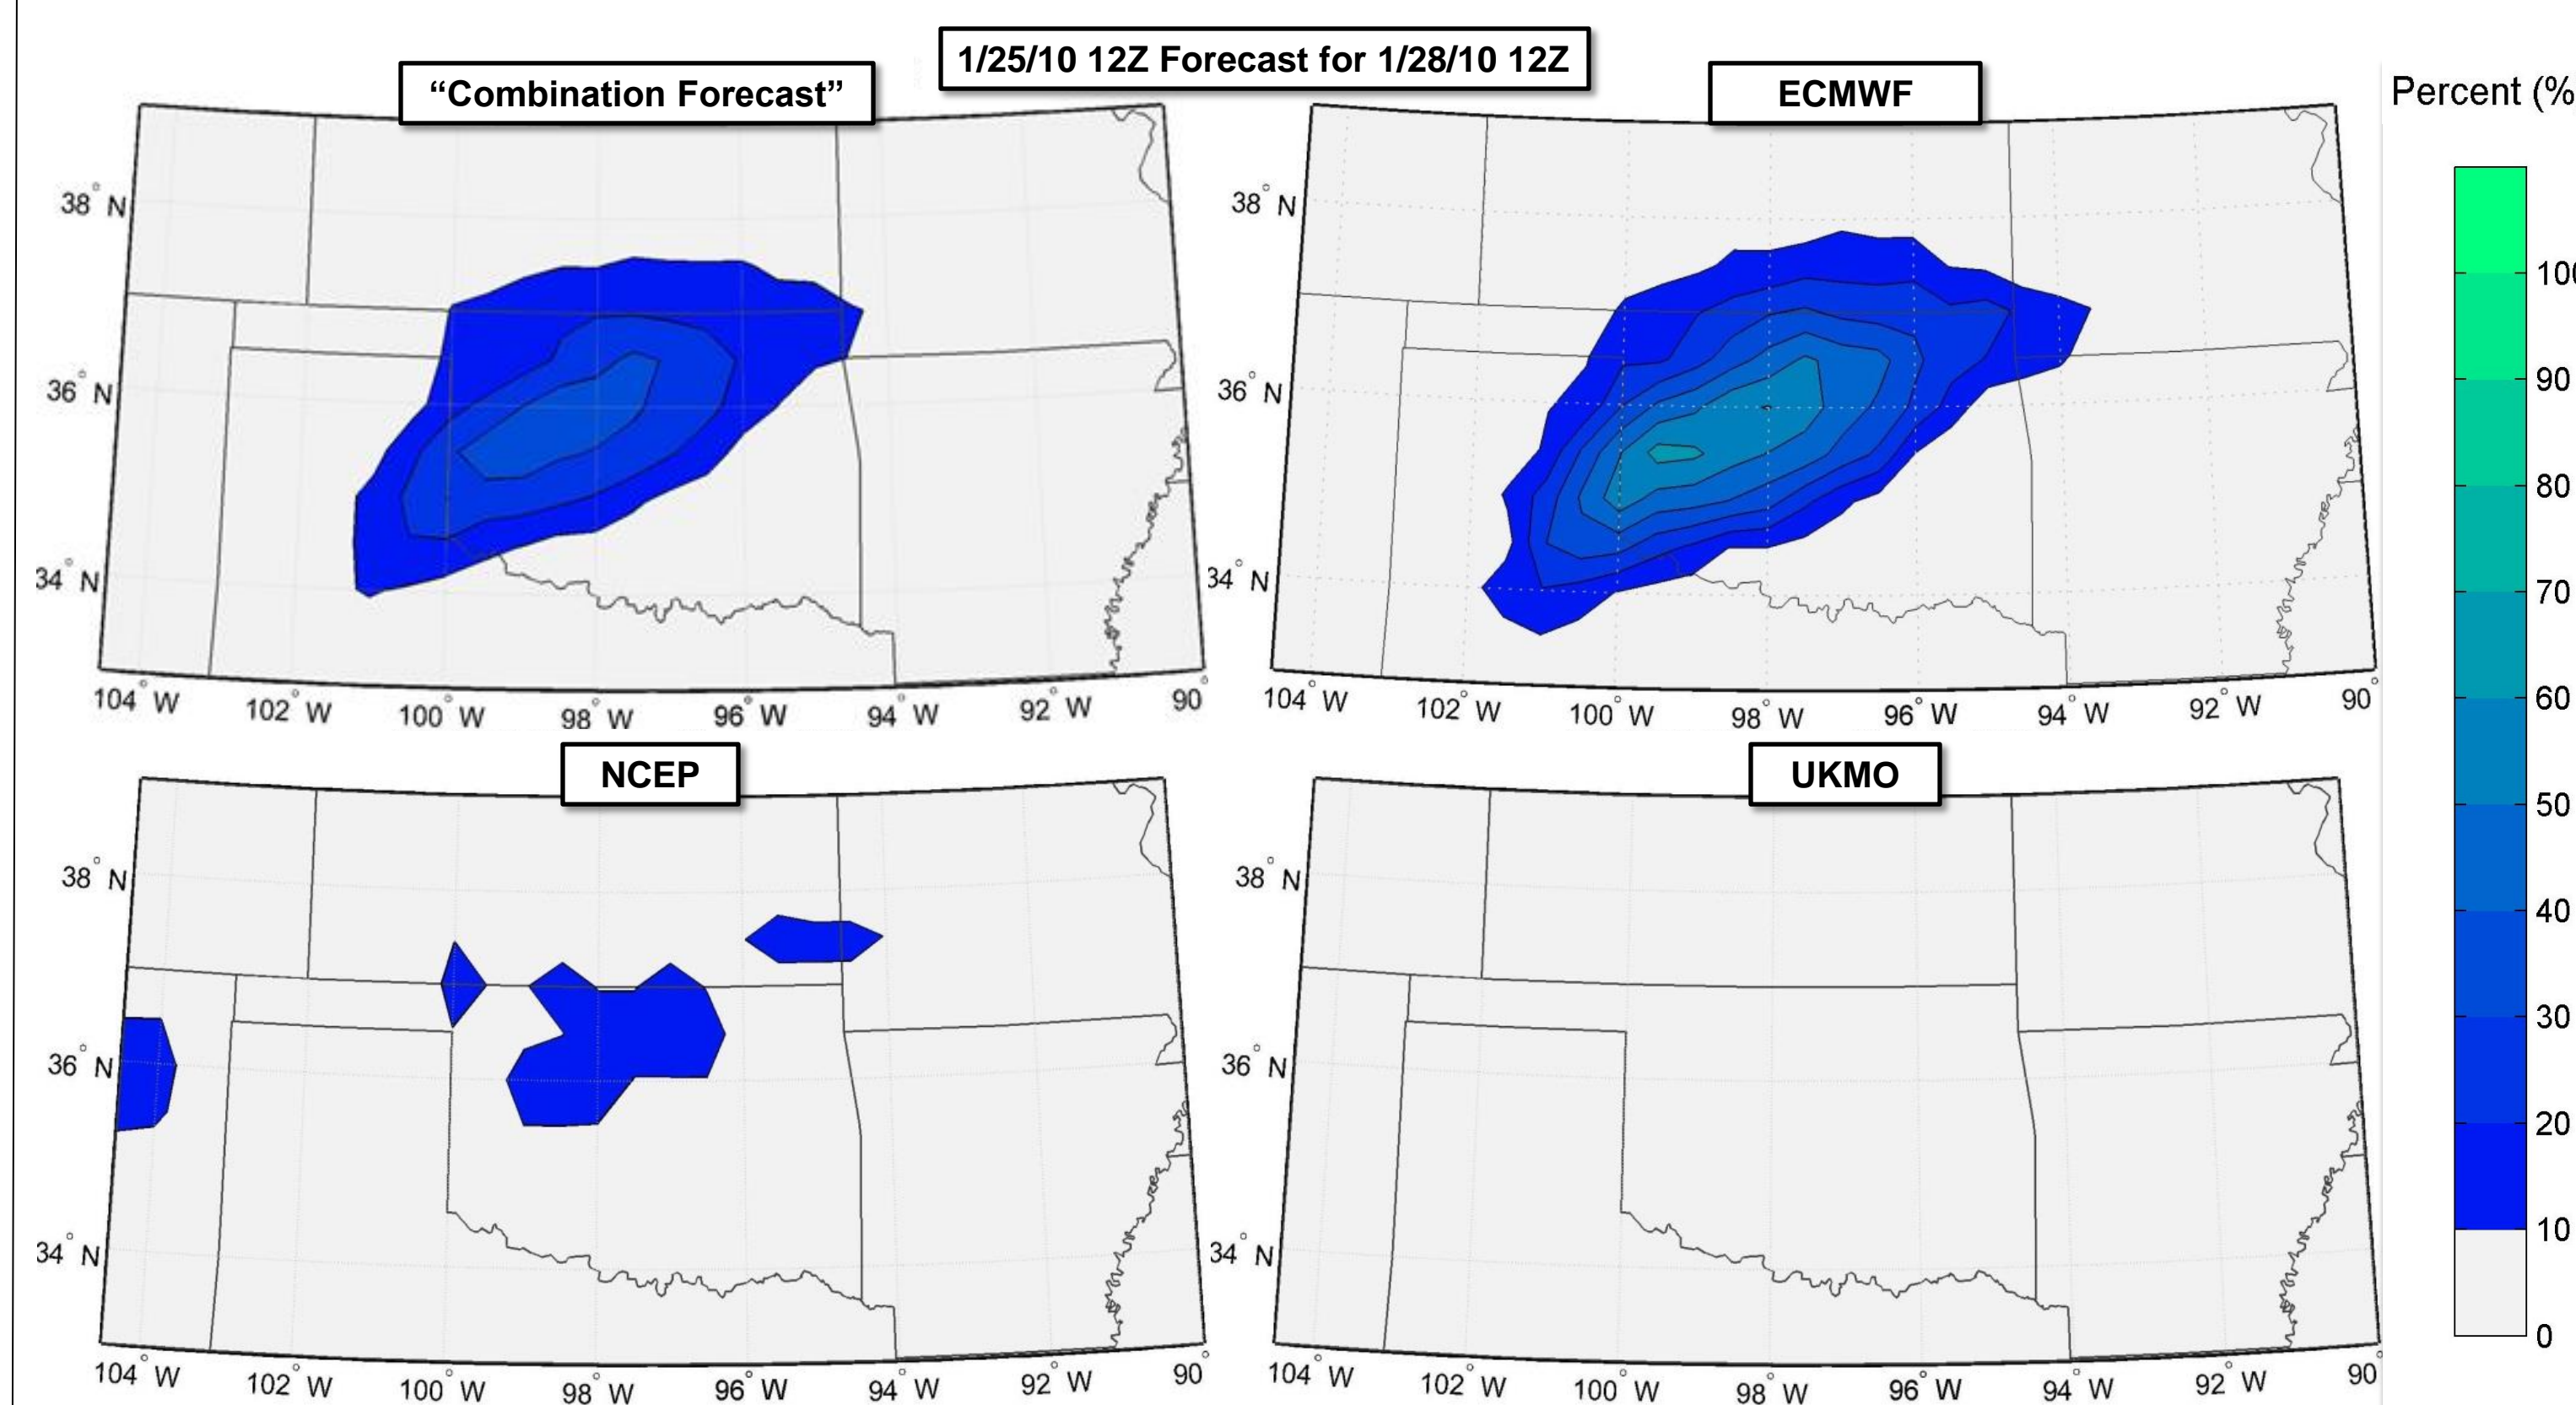 1/25/10 12Z Forecast for 1/28/10 12Z
“Combination Forecast”
ECMWF
Percent (%
38° N
36° N
34° N
104° W
102° W
100° W
98° W
96° W
94° W
92° W
90°
38° N
36° N
34° N
104° W
102° W
100° W
98° W
96° W
94° W
92° W
90
NCEP
UKMO
38° N
36° N
34° N
104° W
102° W
100° W
98° W
96° W
94° W
92° W
90°
38° N
36° N
34° N
104° W
102° W
100° W
98° W
96° W
94° W
92° W
90°
100
90
80
70
60
50
40
30
20
10
0